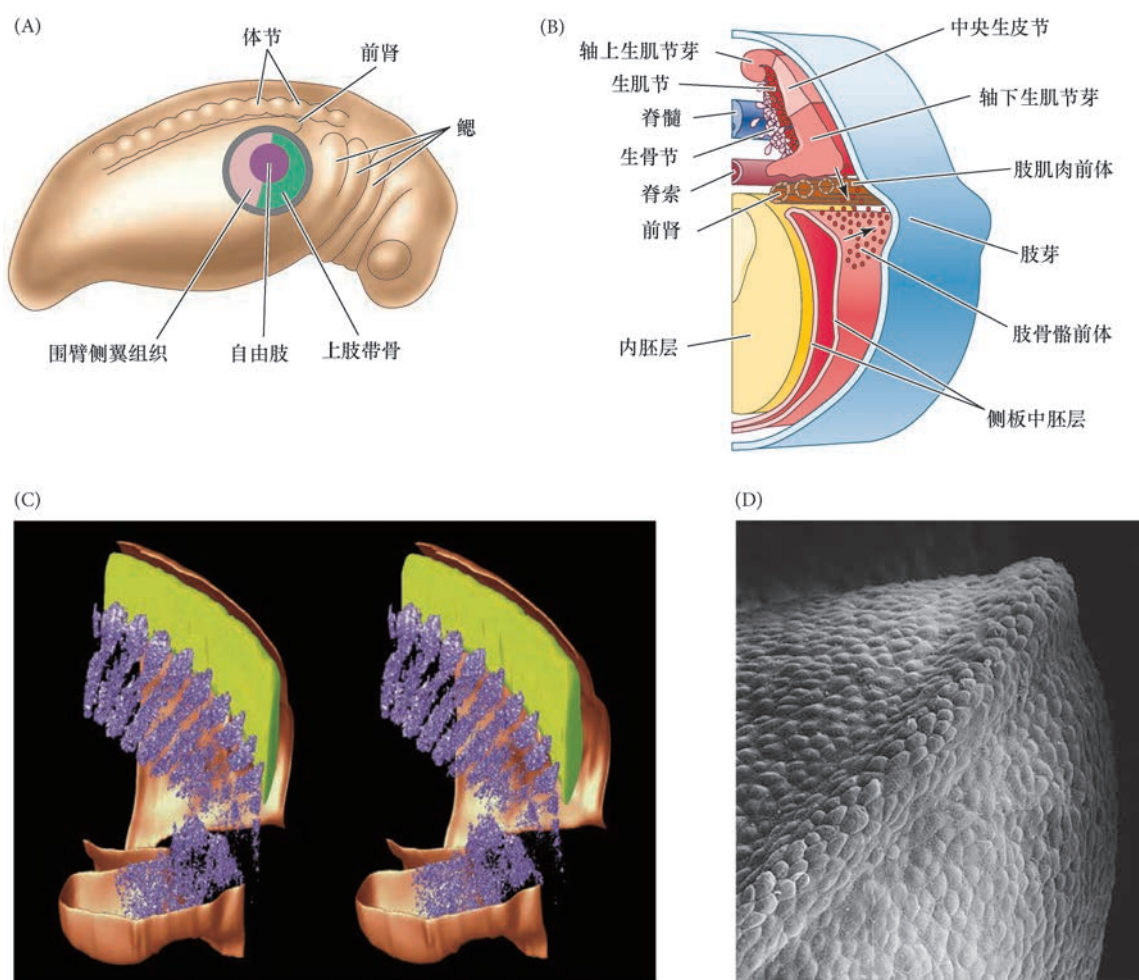 (A)
体节
前肾
鳃
围臂侧翼组织
自由肢
上肢带骨
(B)
中央生皮节
轴上生肌节芽
生肌节
轴下生肌节芽
脊髓
生骨节
肢肌肉前体
脊索
前肾
肢芽
内胚层
肢骨骼前体
侧板中胚层
(C)
(D)